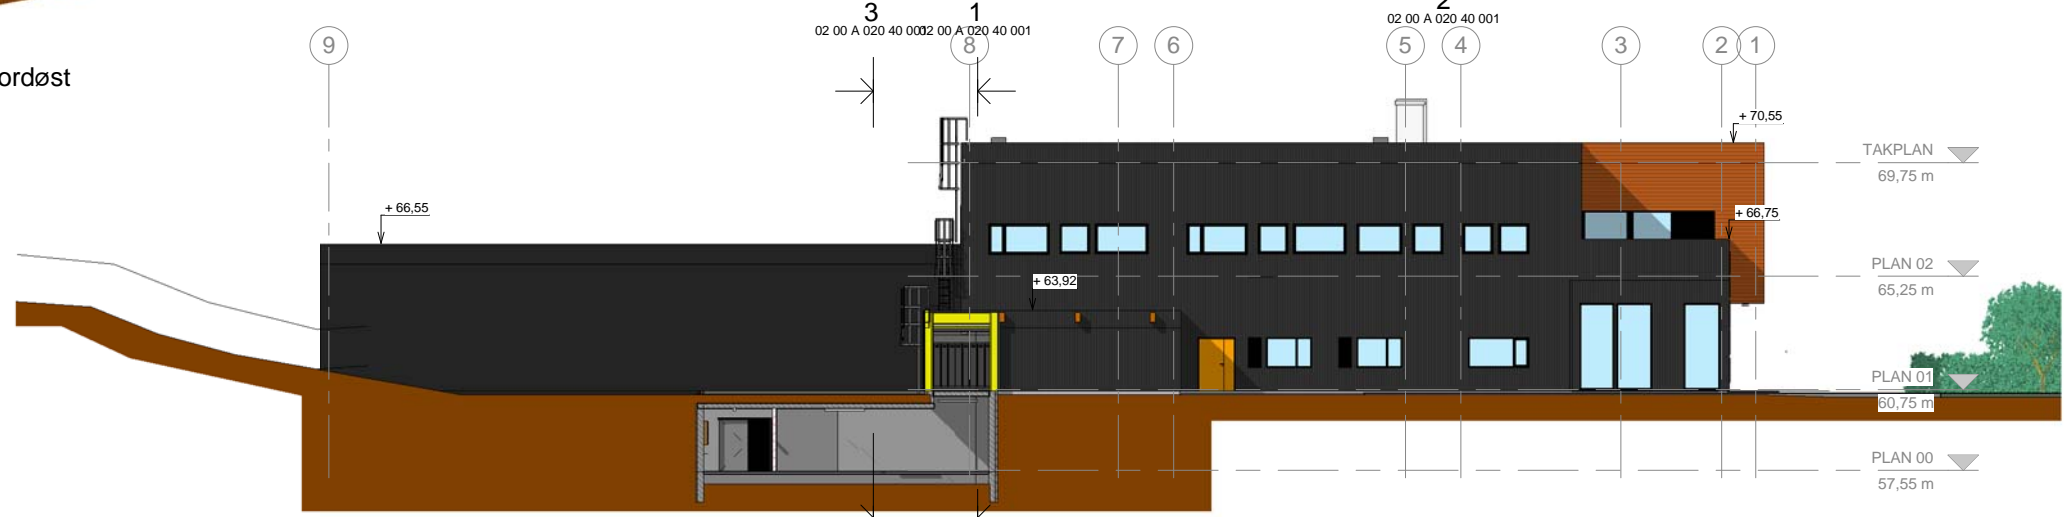 3
1
2
02 00 A 020 40 001
02 00 A 020 40 001
02 00 A 020 40 001
9
8
7
6
5
4
3
2
1
ordøst
+ 70,55
TAKPLAN
69,75 m
+ 66,55
+ 66,75
PLAN 02
65,25 m
+ 63,92
PLAN 01
60,75 m
PLAN 00
57,55 m